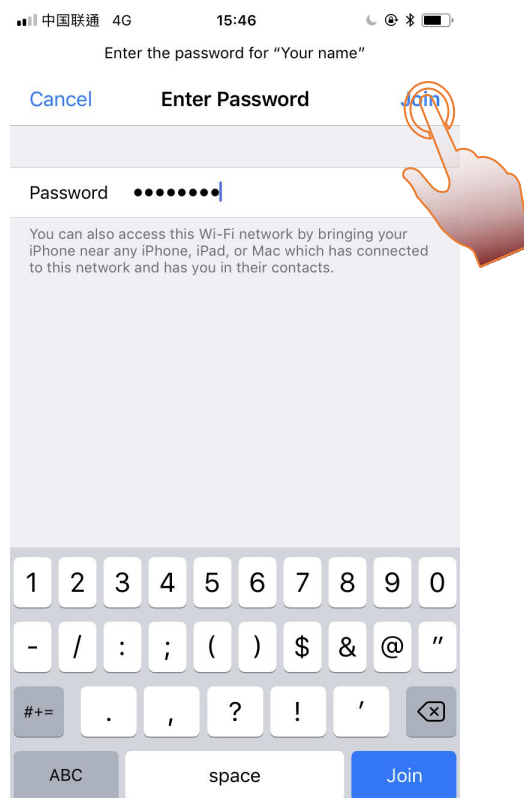 中国联通 4G 15:46
Enter the password for “Your name”
Cancel Enter Password Join
Password ••••••••
You can also access this Wi-Fi network by bringing your
iPhone near any iPhone, iPad, or Mac which has connected
to this network and has you in their contacts.
1 2 3 4 5 6 7 8 9 0
- / : ; ( ) $ & @ "
#+= . , ? ! ’
ABC space Join